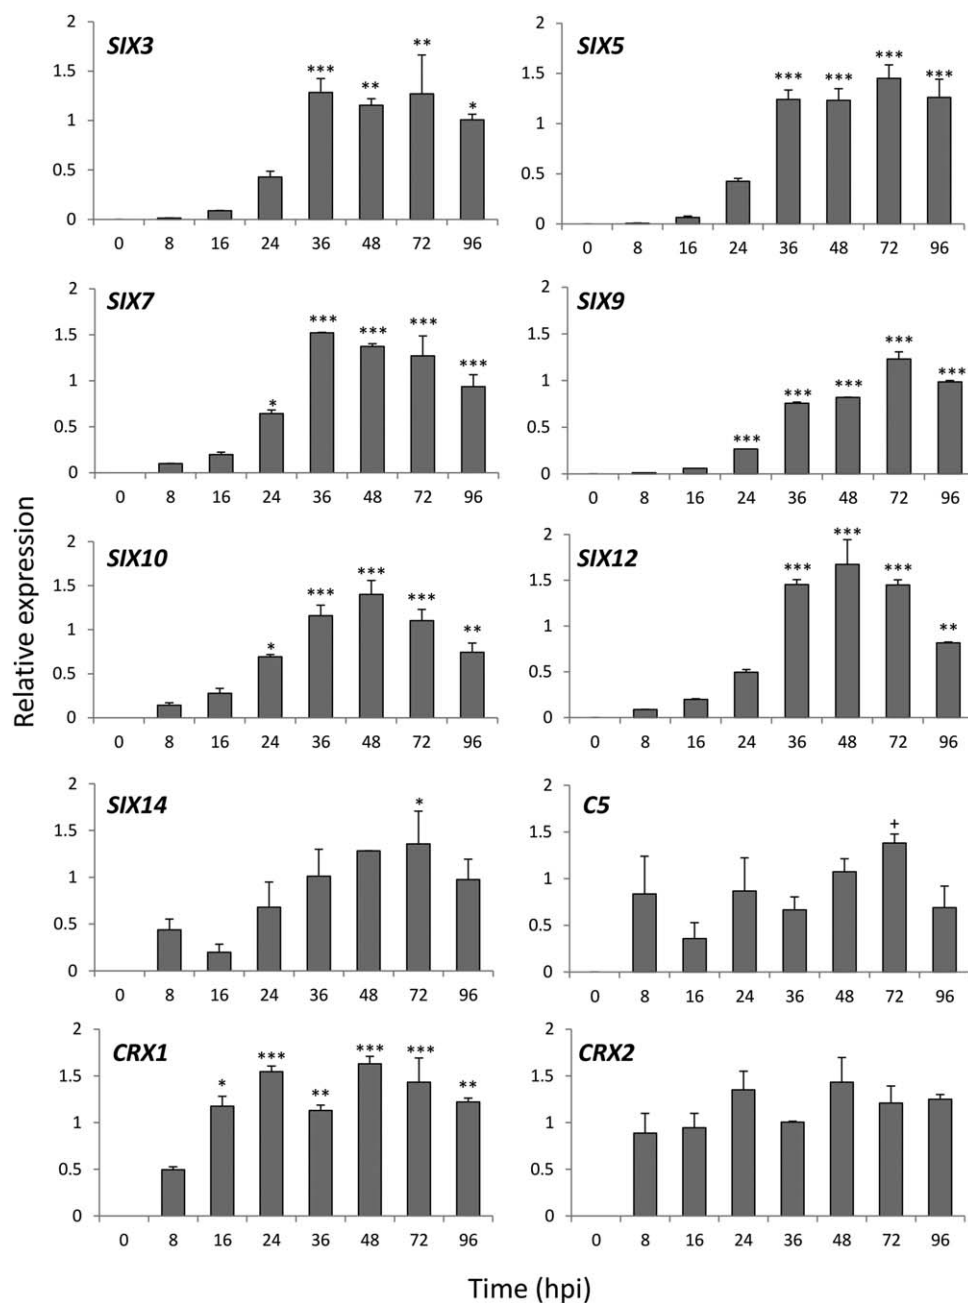 SIX3
2
1.5
1
0.5
0
*** ** ** *
0 8 16 24 36 48 72 96
SIX5
2
1.5
1
0.5
0
*** *** *** ***
0 8 16 24 36 48 72 96
SIX7
2
1.5
1
0.5
0
* *** *** *** ***
0 8 16 24 36 48 72 96
SIX9
2
1.5
1
0.5
0
*** *** *** *** ***
0 8 16 24 36 48 72 96
Relative expression
SIX10
2
1.5
1
0.5
0
* *** *** *** **
0 8 16 24 36 48 72 96
SIX12
2
1.5
1
0.5
0
*** *** *** **
0 8 16 24 36 48 72 96
SIX14
2
1.5
1
0.5
0
*
0 8 16 24 36 48 72 96
C5
2
1.5
1
0.5
0
+
0 8 16 24 36 48 72 96
CRX1
2
1.5
1
0.5
0
* *** ** *** *** **
0 8 16 24 36 48 72 96
CRX2
2
1.5
1
0.5
0
0 8 16 24 36 48 72 96
Time (hpi)